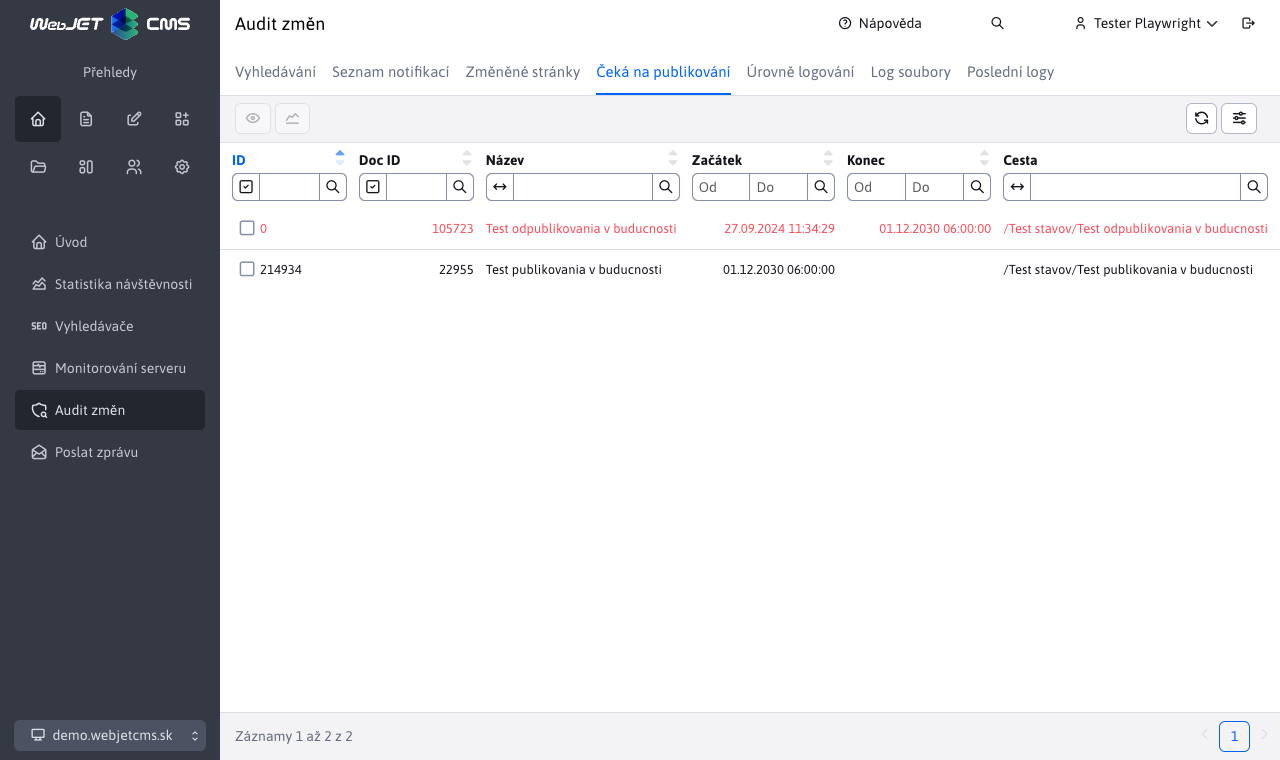 WebJET CMS
Přehledy
Úvod
Statistika návštěvnosti
SEO Vyhledávače
Monitorování serveru
Audit změn
Poslat zprávu
demo.webjetcms.sk
Audit změn
Nápověda
Tester Playwright
Vyhledávání Seznam notifikací Změněné stránky Čeká na publikování Úrovně logování Log soubory Poslední logy
ID Doc ID Název Začátek Konec Cesta
Od Do Od Do
0 105723 Test odpublikovania v buducnosti 27.09.2024 11:34:29 01.12.2030 06:00:00 /Test stavov/Test odpublikovania v buducnosti
214934 22955 Test publikovania v buducnosti 01.12.2030 06:00:00 /Test stavov/Test publikovania v buducnosti
Záznamy 1 až 2 z 2
1